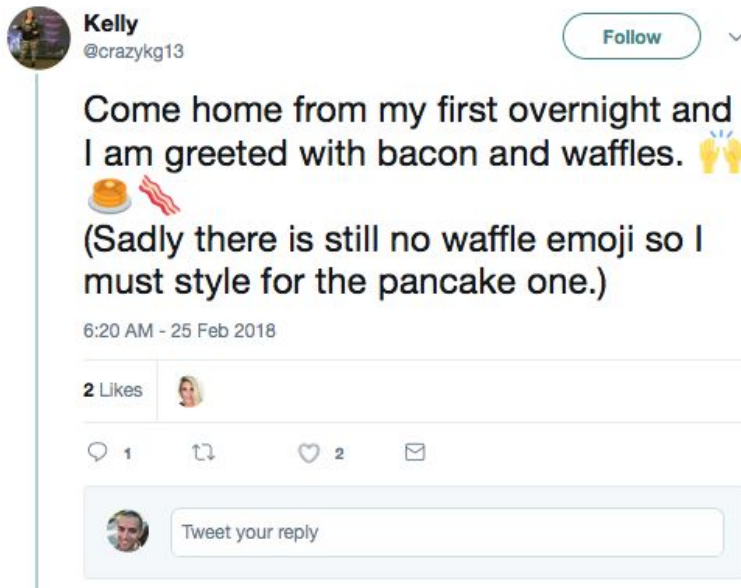 Kelly
@crazykg13
Follow
Come home from my first overnight and
I am greeted with bacon and waffles. 🙌
🥞🥓
(Sadly there is still no waffle emoji so I
must style for the pancake one.)
6:20 AM - 25 Feb 2018
2 Likes
1
2
Tweet your reply